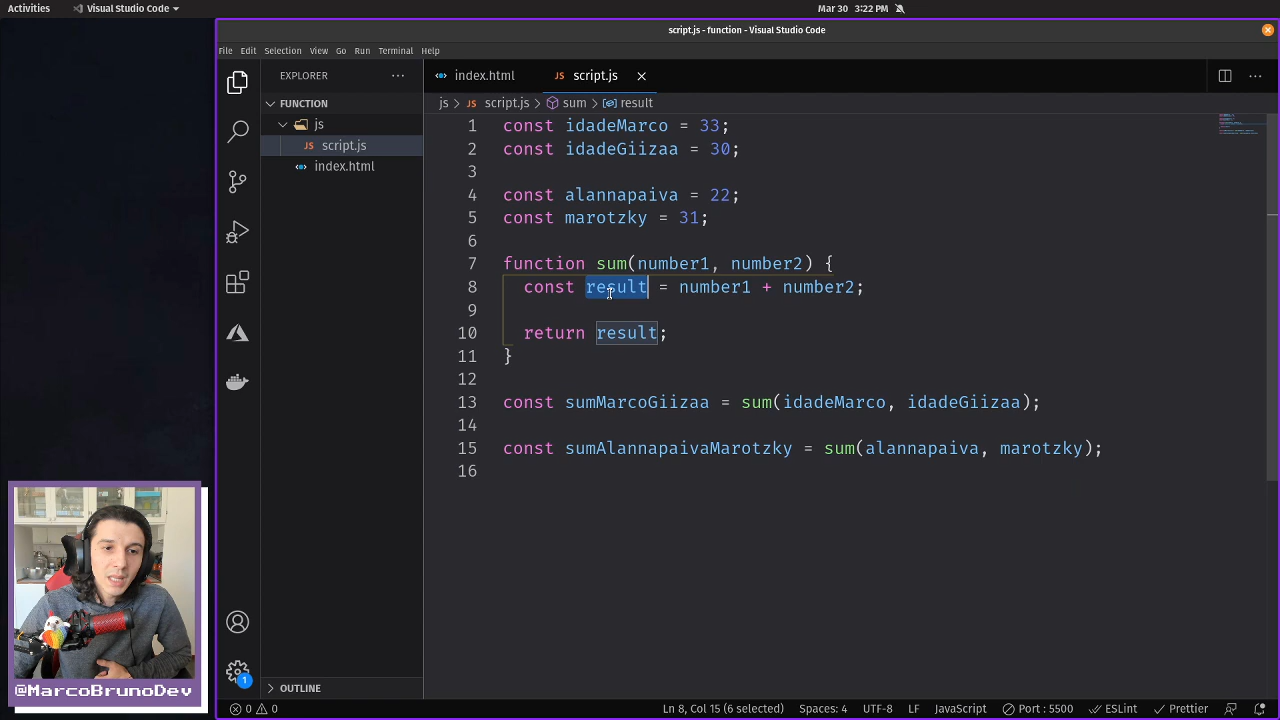 Activities
Visual Studio Code
Mar 30 3:22 PM
script.js - function - Visual Studio Code
File Edit Selection View Go Run Terminal Help
EXPLORER
index.html
JS script.js
js > JS script.js > sum > result
FUNCTION
js
JS script.js
index.html
1 const idadeMarco = 33;
2 const idadeGiizaa = 30;
3
4 const alannapaiva = 22;
5 const marotzky = 31;
6
7 function sum(number1, number2) {
8 const result = number1 + number2;
9
10 return result;
11 }
12
13 const sumMarcoGiizaa = sum(idadeMarco, idadeGiizaa);
14
15 const sumAlannapaivaMarotzky = sum(alannapaiva, marotzky);
16
1
OUTLINE
@MarcoBrunoDev
0 0
Ln 8, Col 15 (6 selected) Spaces: 4 UTF-8 LF JavaScript Port : 5500 ESLint Prettier